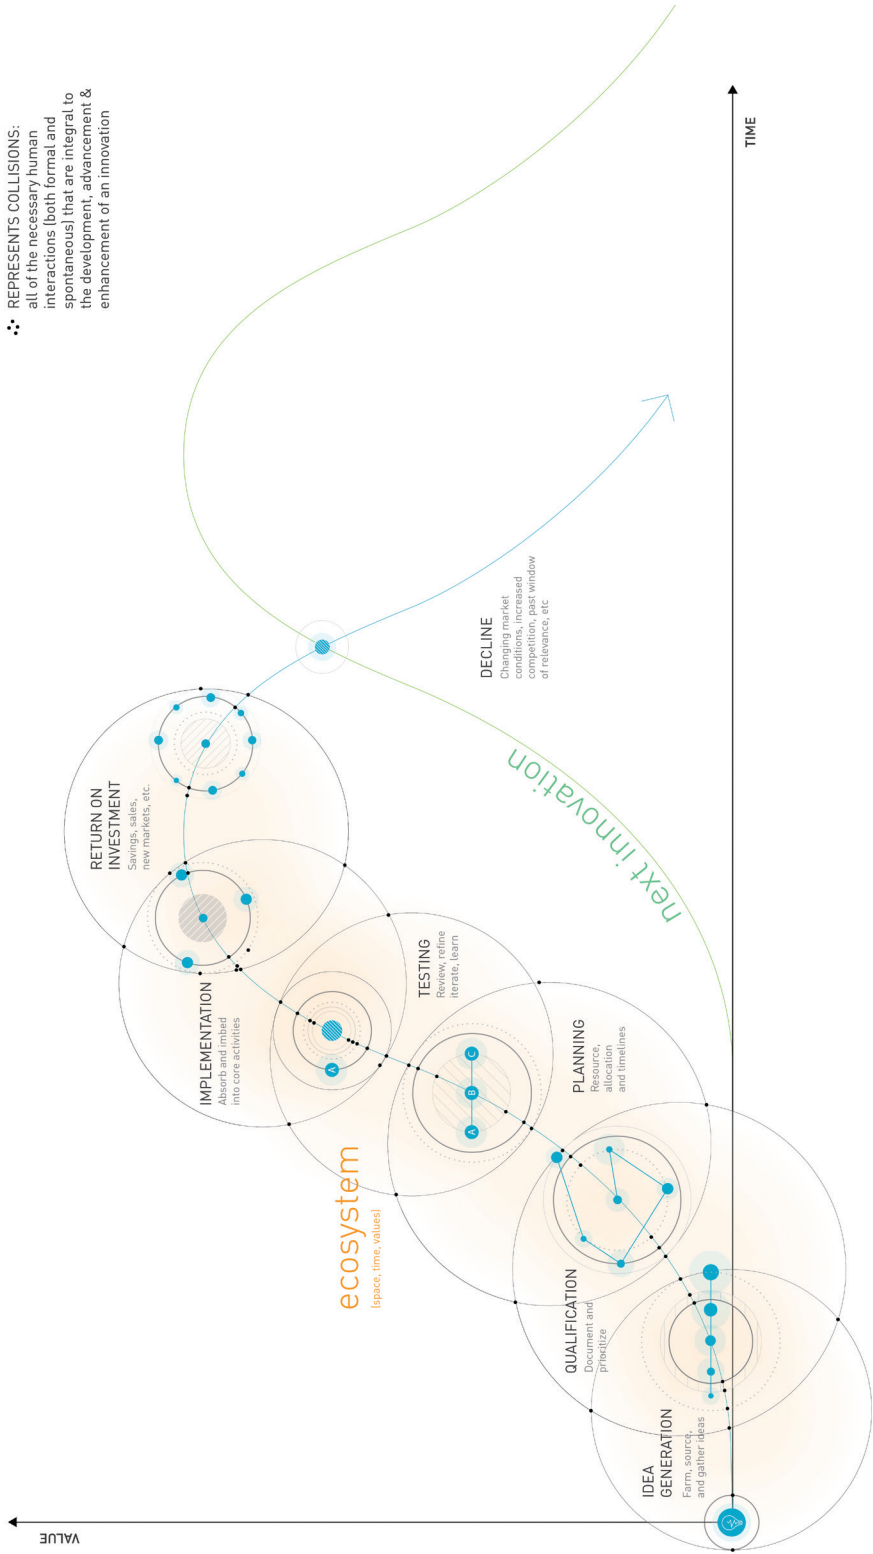 REPRESENTS COLLISIONS:
all of the necessary human
interactions (both formal and
spontaneous) that are integral to
the development, advancement &
enhancement of an innovation
VALUE
RETURN ON
INVESTMENT
Savings, sales,
new markets, etc.
IMPLEMENTATION
Absorb and imbed
into core activities
A
TESTING
Review, refine
iterate, learn
A
B
C
ecosystem
(space, time, values)
PLANNING
Resource,
allocation
and timelines
QUALIFICATION
Document and
prioritize
IDEA
GENERATION
Farm, source,
and gather ideas
next innovation
DECLINE
Changing market
conditions, increased
competition, past window
of relevance, etc
TIME